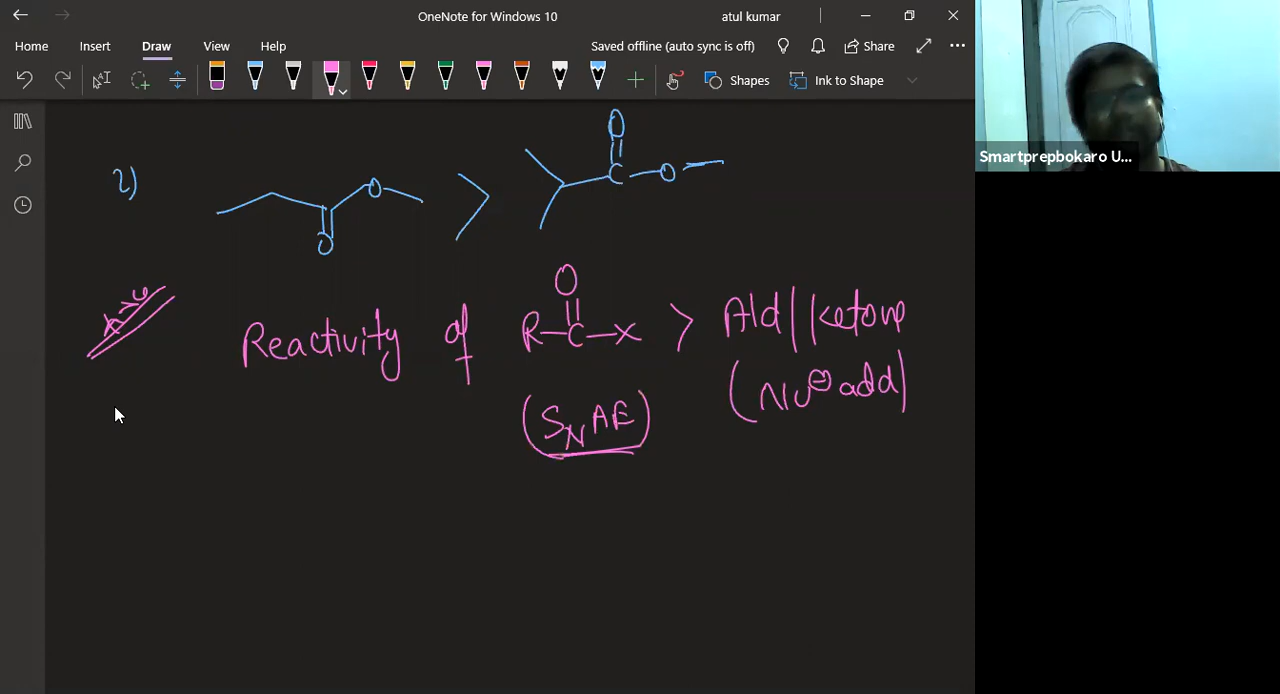 OneNote for Windows 10
atul kumar
Home Insert Draw View Help
Saved offline (auto sync is off)
Share
Shapes
Ink to Shape
Smartprepbokaro U...
2)
O
O
>
O
C O
Reactivity of R-C-X > Ald/ketone
O
(SNAE)
(Nu⊖ add)